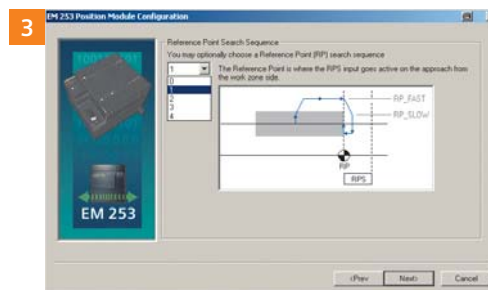 3
EM 253 Position Module Configuration
Reference Point Search Sequence
You may optionally choose a Reference Point (RP) search sequence
1
The Reference Point is where the RPS input goes active on the approach from
the work zone side.
0
1
2
3
4
RP_FAST
RP_SLOW
RP
RPS
EM 253
<Prev
Next>
Cancel